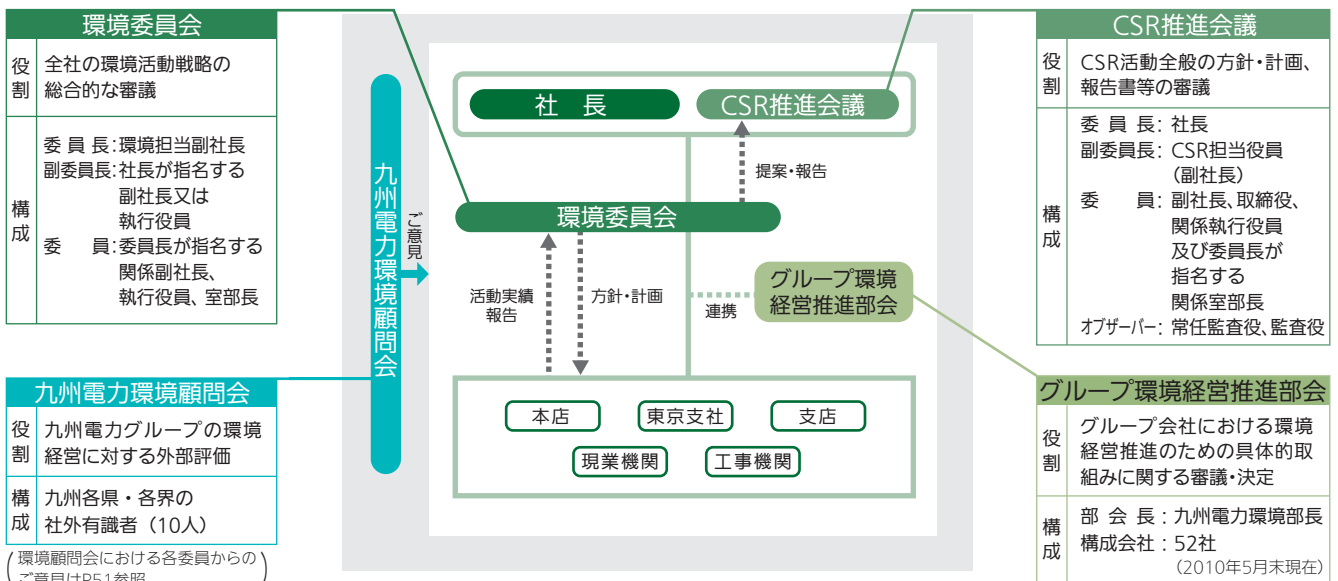 環境委員会
役割
全社の環境活動戦略の
総合的な審議
構成
委員長:環境担当副社長
副委員長:社長が指名する
副社長又は
執行役員
委　員:委員長が指名する
関係副社長、
執行役員、室部長
九州電力環境顧問会
役割
九州電力グループの環境
経営に対する外部評価
構成
九州各県・各界の
社外有識者（10人）
(環境顧問会における各委員からの
ご意見はP51参照
九州電力環境顧問会
ご意見
社　長
CSR推進会議
提案・報告
環境委員会
活動実績
報告
方針・計画
連携
グループ環境
経営推進部会
本店
東京支社
支店
現業機関
工事機関
CSR推進会議
役割
CSR活動全般の方針・計画、
報告書等の審議
構成
委員長：社長
副委員長：CSR担当役員
（副社長）
委　員：副社長、取締役、
関係執行役員
及び委員長が
指名する
関係室部長
オブザーバー：常任監査役、監査役
グループ環境経営推進部会
役割
グループ会社における環境
経営推進のための具体的取
組みに関する審議・決定
構成
部会長：九州電力環境部長
構成会社：52社
（2010年5月末現在）